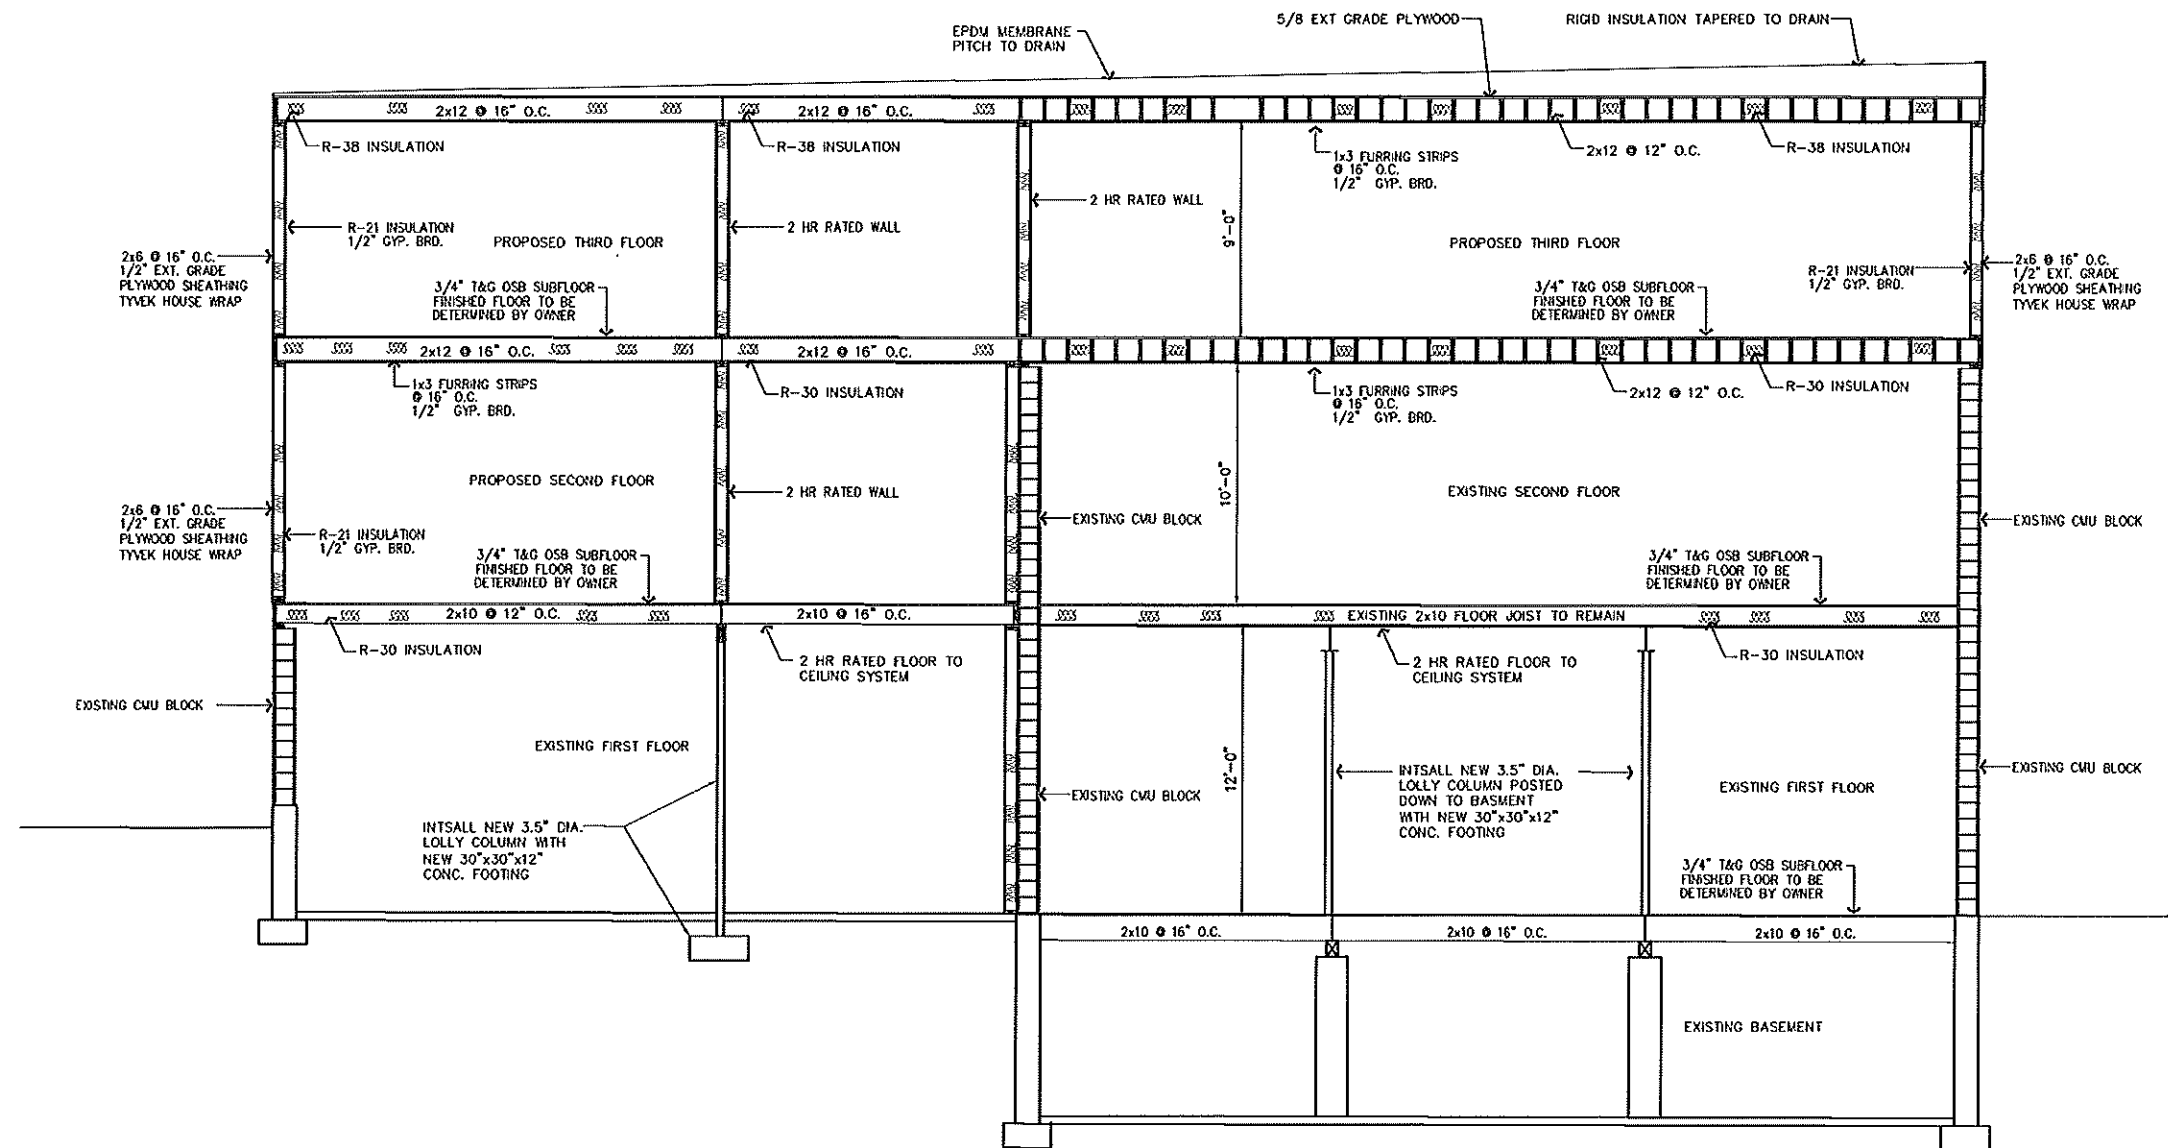 5/8 EXT GRADE PLYWOOD
RIGID INSULATION TAPERED TO DRAIN
EPDM MEMBRANE
PITCH TO DRAIN
2x12 @ 16" O.C.
2x12 @ 16" O.C.
R-38 INSULATION
R-38 INSULATION
1x3 FURRING STRIPS
@ 16" O.C.
1/2" GYP. BRD.
2x12 @ 12" O.C.
R-38 INSULATION
2 HR RATED WALL
R-21 INSULATION
1/2" GYP. BRD.
2 HR RATED WALL
9'-0"
PROPOSED THIRD FLOOR
PROPOSED THIRD FLOOR
2x6 @ 16" O.C.
1/2" EXT. GRADE
PLYWOOD SHEATHING
TYVEK HOUSE WRAP
R-21 INSULATION
1/2" GYP. BRD.
2x6 @ 16" O.C.
1/2" EXT. GRADE
PLYWOOD SHEATHING
TYVEK HOUSE WRAP
3/4" T&G OSB SUBFLOOR
FINISHED FLOOR TO BE
DETERMINED BY OWNER
3/4" T&G OSB SUBFLOOR
FINISHED FLOOR TO BE
DETERMINED BY OWNER
2x12 @ 16" O.C.
2x12 @ 16" O.C.
1x3 FURRING STRIPS
@ 16" O.C.
1/2" GYP. BRD.
R-30 INSULATION
1x3 FURRING STRIPS
@ 16" O.C.
1/2" GYP. BRD.
2x12 @ 12" O.C.
R-30 INSULATION
PROPOSED SECOND FLOOR
2 HR RATED WALL
10'-0"
EXISTING SECOND FLOOR
2x6 @ 16" O.C.
1/2" EXT. GRADE
PLYWOOD SHEATHING
TYVEK HOUSE WRAP
R-21 INSULATION
1/2" GYP. BRD.
EXISTING CMU BLOCK
EXISTING CMU BLOCK
3/4" T&G OSB SUBFLOOR
FINISHED FLOOR TO BE
DETERMINED BY OWNER
3/4" T&G OSB SUBFLOOR
FINISHED FLOOR TO BE
DETERMINED BY OWNER
2x10 @ 12" O.C.
2x10 @ 16" O.C.
EXISTING 2x10 FLOOR JOIST TO REMAIN
R-30 INSULATION
2 HR RATED FLOOR TO
CEILING SYSTEM
2 HR RATED FLOOR TO
CEILING SYSTEM
R-30 INSULATION
EXISTING CMU BLOCK
EXISTING FIRST FLOOR
12'-0"
EXISTING CMU BLOCK
INTSALL NEW 3.5" DIA.
LOLLY COLUMN POSTED
DOWN TO BASMENT
WITH NEW 30"x30"x12"
CONC. FOOTING
EXISTING FIRST FLOOR
EXISTING CMU BLOCK
INTSALL NEW 3.5" DIA.
LOLLY COLUMN WITH
NEW 30"x30"x12"
CONC. FOOTING
3/4" T&G OSB SUBFLOOR
FINISHED FLOOR TO BE
DETERMINED BY OWNER
2x10 @ 16" O.C.
2x10 @ 16" O.C.
2x10 @ 16" O.C.
EXISTING BASEMENT